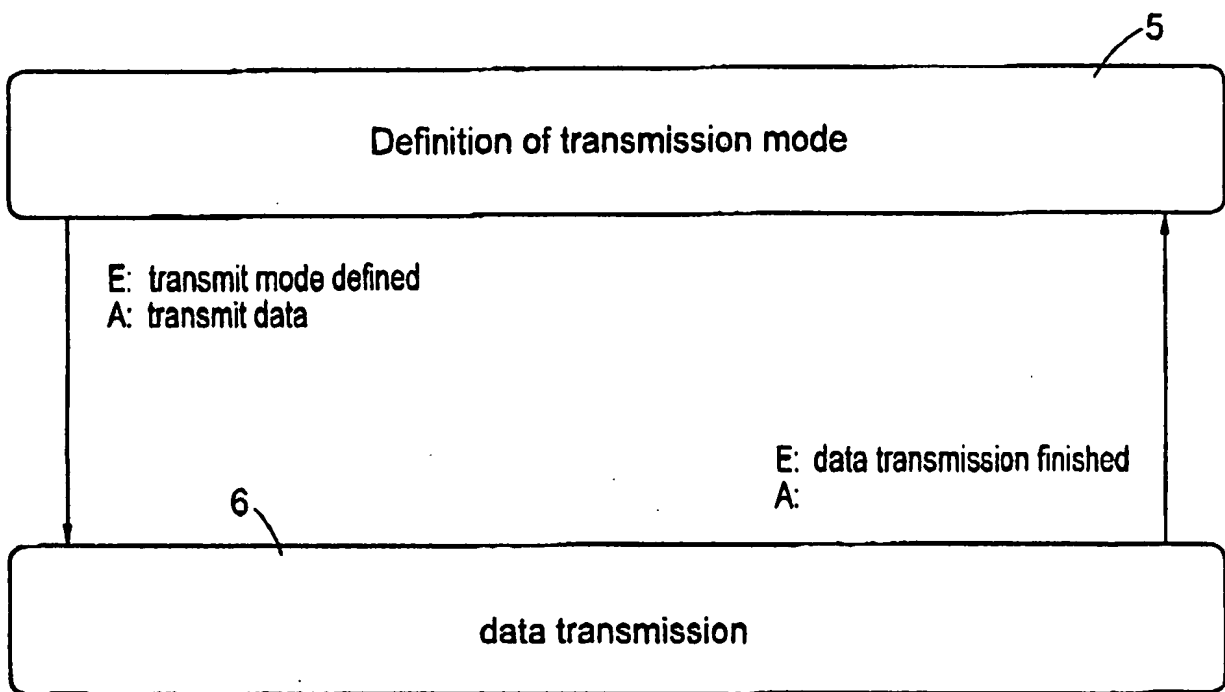 5
Definition of transmission mode
E: transmit mode defined
A: transmit data
E: data transmission finished
A:
6
data transmission